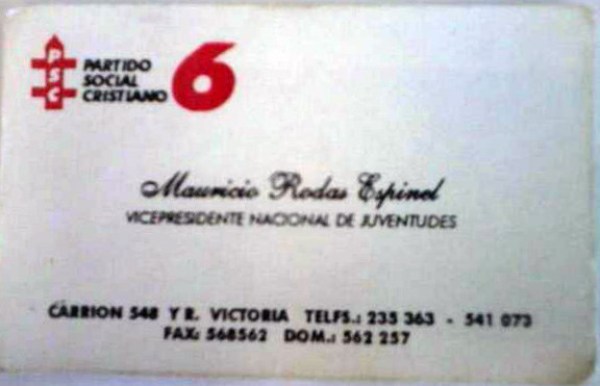 PSC
PARTIDO
SOCIAL
CRISTIANO
6
Mauricio Rodas Espinel
VICEPRESIDENTE NACIONAL DE JUVENTUDES
CARRION 548 Y R. VICTORIA TELFS.: 235 363 - 541 073
FAX: 568562 DOM.: 562 257